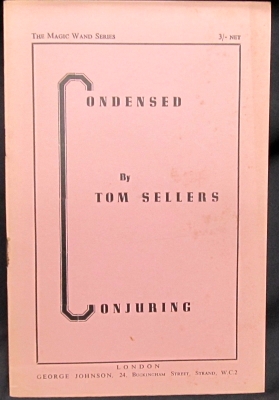 THE MAGIC WAND SERIES 3/- NET
CONDENSED
By
TOM SELLERS
CONJURING
LONDON
GEORGE JOHNSON, 24, BUCKINGHAM STREET, STRAND, W.C.2